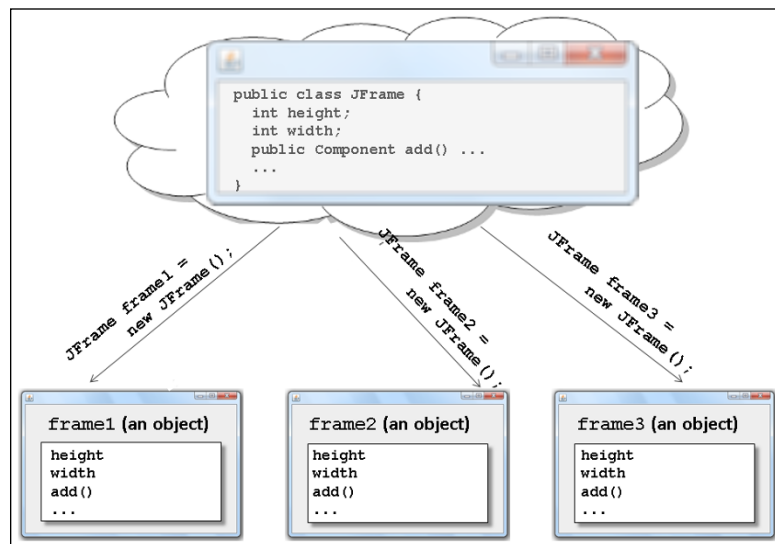 public class JFrame {
int height;
int width;
public Component add() ...
...
}
JFrame frame1 =
new JFrame();
JFrame frame2 =
new JFrame();
JFrame frame3 =
new JFrame();
frame1 (an object)
height
width
add()
...
frame2 (an object)
height
width
add()
...
frame3 (an object)
height
width
add()
...